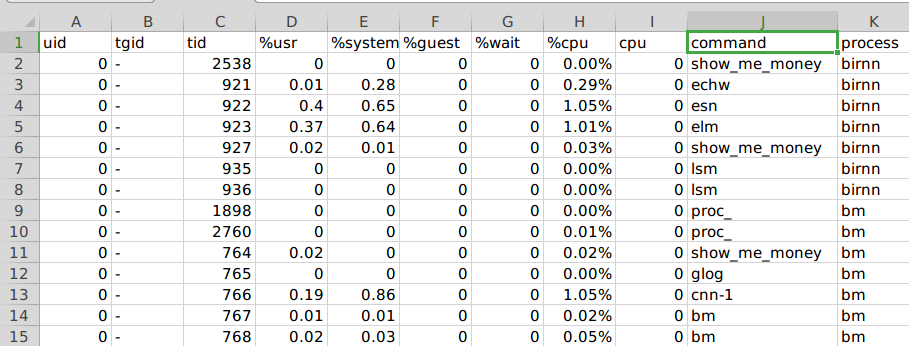 A B C D E F G H I J K
1 uid tgid tid %usr %system %guest %wait %cpu cpu command process
2 0 - 2538 0 0 0 0 0.00% 0 show_me_money birnn
3 0 - 921 0.01 0.28 0 0 0.29% 0 echw birnn
4 0 - 922 0.4 0.65 0 0 1.05% 0 esn birnn
5 0 - 923 0.37 0.64 0 0 1.01% 0 elm birnn
6 0 - 927 0.02 0.01 0 0 0.03% 0 show_me_money birnn
7 0 - 935 0 0 0 0 0.00% 0 lsm birnn
8 0 - 936 0 0 0 0 0.00% 0 lsm birnn
9 0 - 1898 0 0 0 0 0.00% 0 proc_ bm
10 0 - 2760 0 0 0 0 0.01% 0 proc_ bm
11 0 - 764 0.02 0 0 0 0.02% 0 show_me_money bm
12 0 - 765 0 0 0 0 0.00% 0 glog bm
13 0 - 766 0.19 0.86 0 0 1.05% 0 cnn-1 bm
14 0 - 767 0.01 0.01 0 0 0.02% 0 bm bm
15 0 - 768 0.02 0.03 0 0 0.05% 0 bm bm